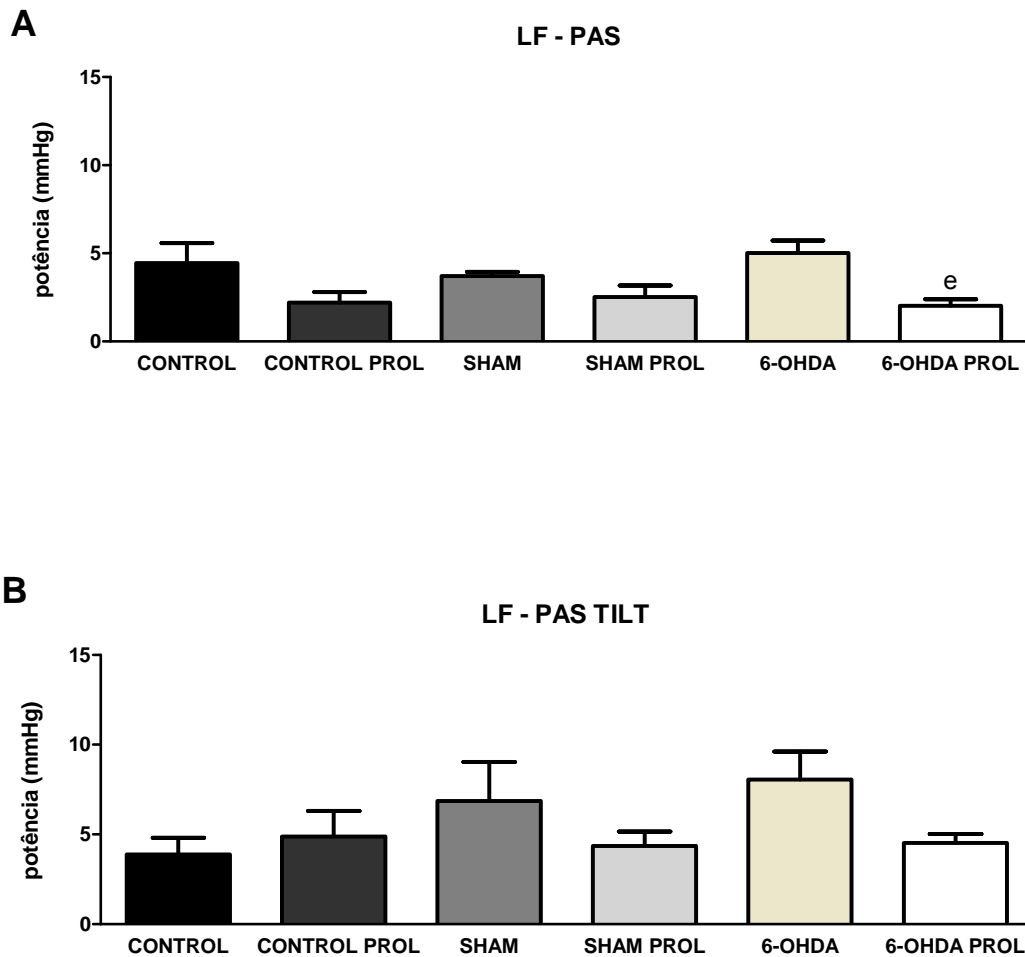 A
LF - PAS
15
10
5
0
potência (mmHg)
e
CONTROL CONTROL PROL SHAM SHAM PROL 6-OHDA 6-OHDA PROL
B
LF - PAS TILT
15
10
5
0
potência (mmHg)
CONTROL CONTROL PROL SHAM SHAM PROL 6-OHDA 6-OHDA PROL